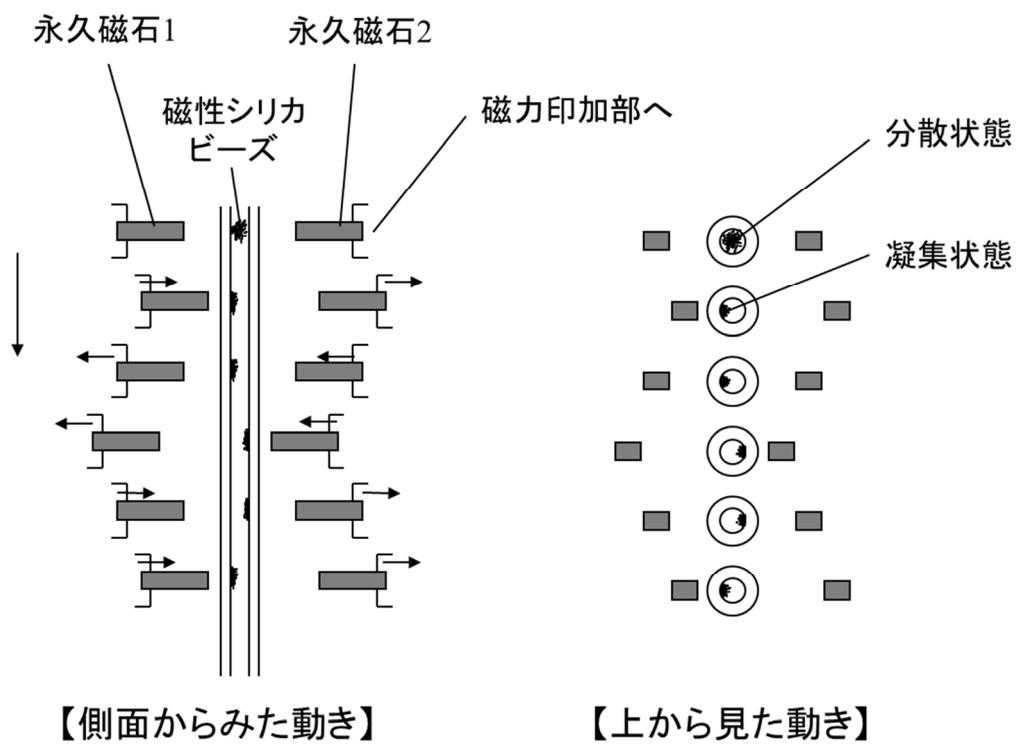 永久磁石1
永久磁石2
磁性シリカ
ビーズ
磁力印加部へ
分散状態
凝集状態
【側面からみた動き】
【上から見た動き】